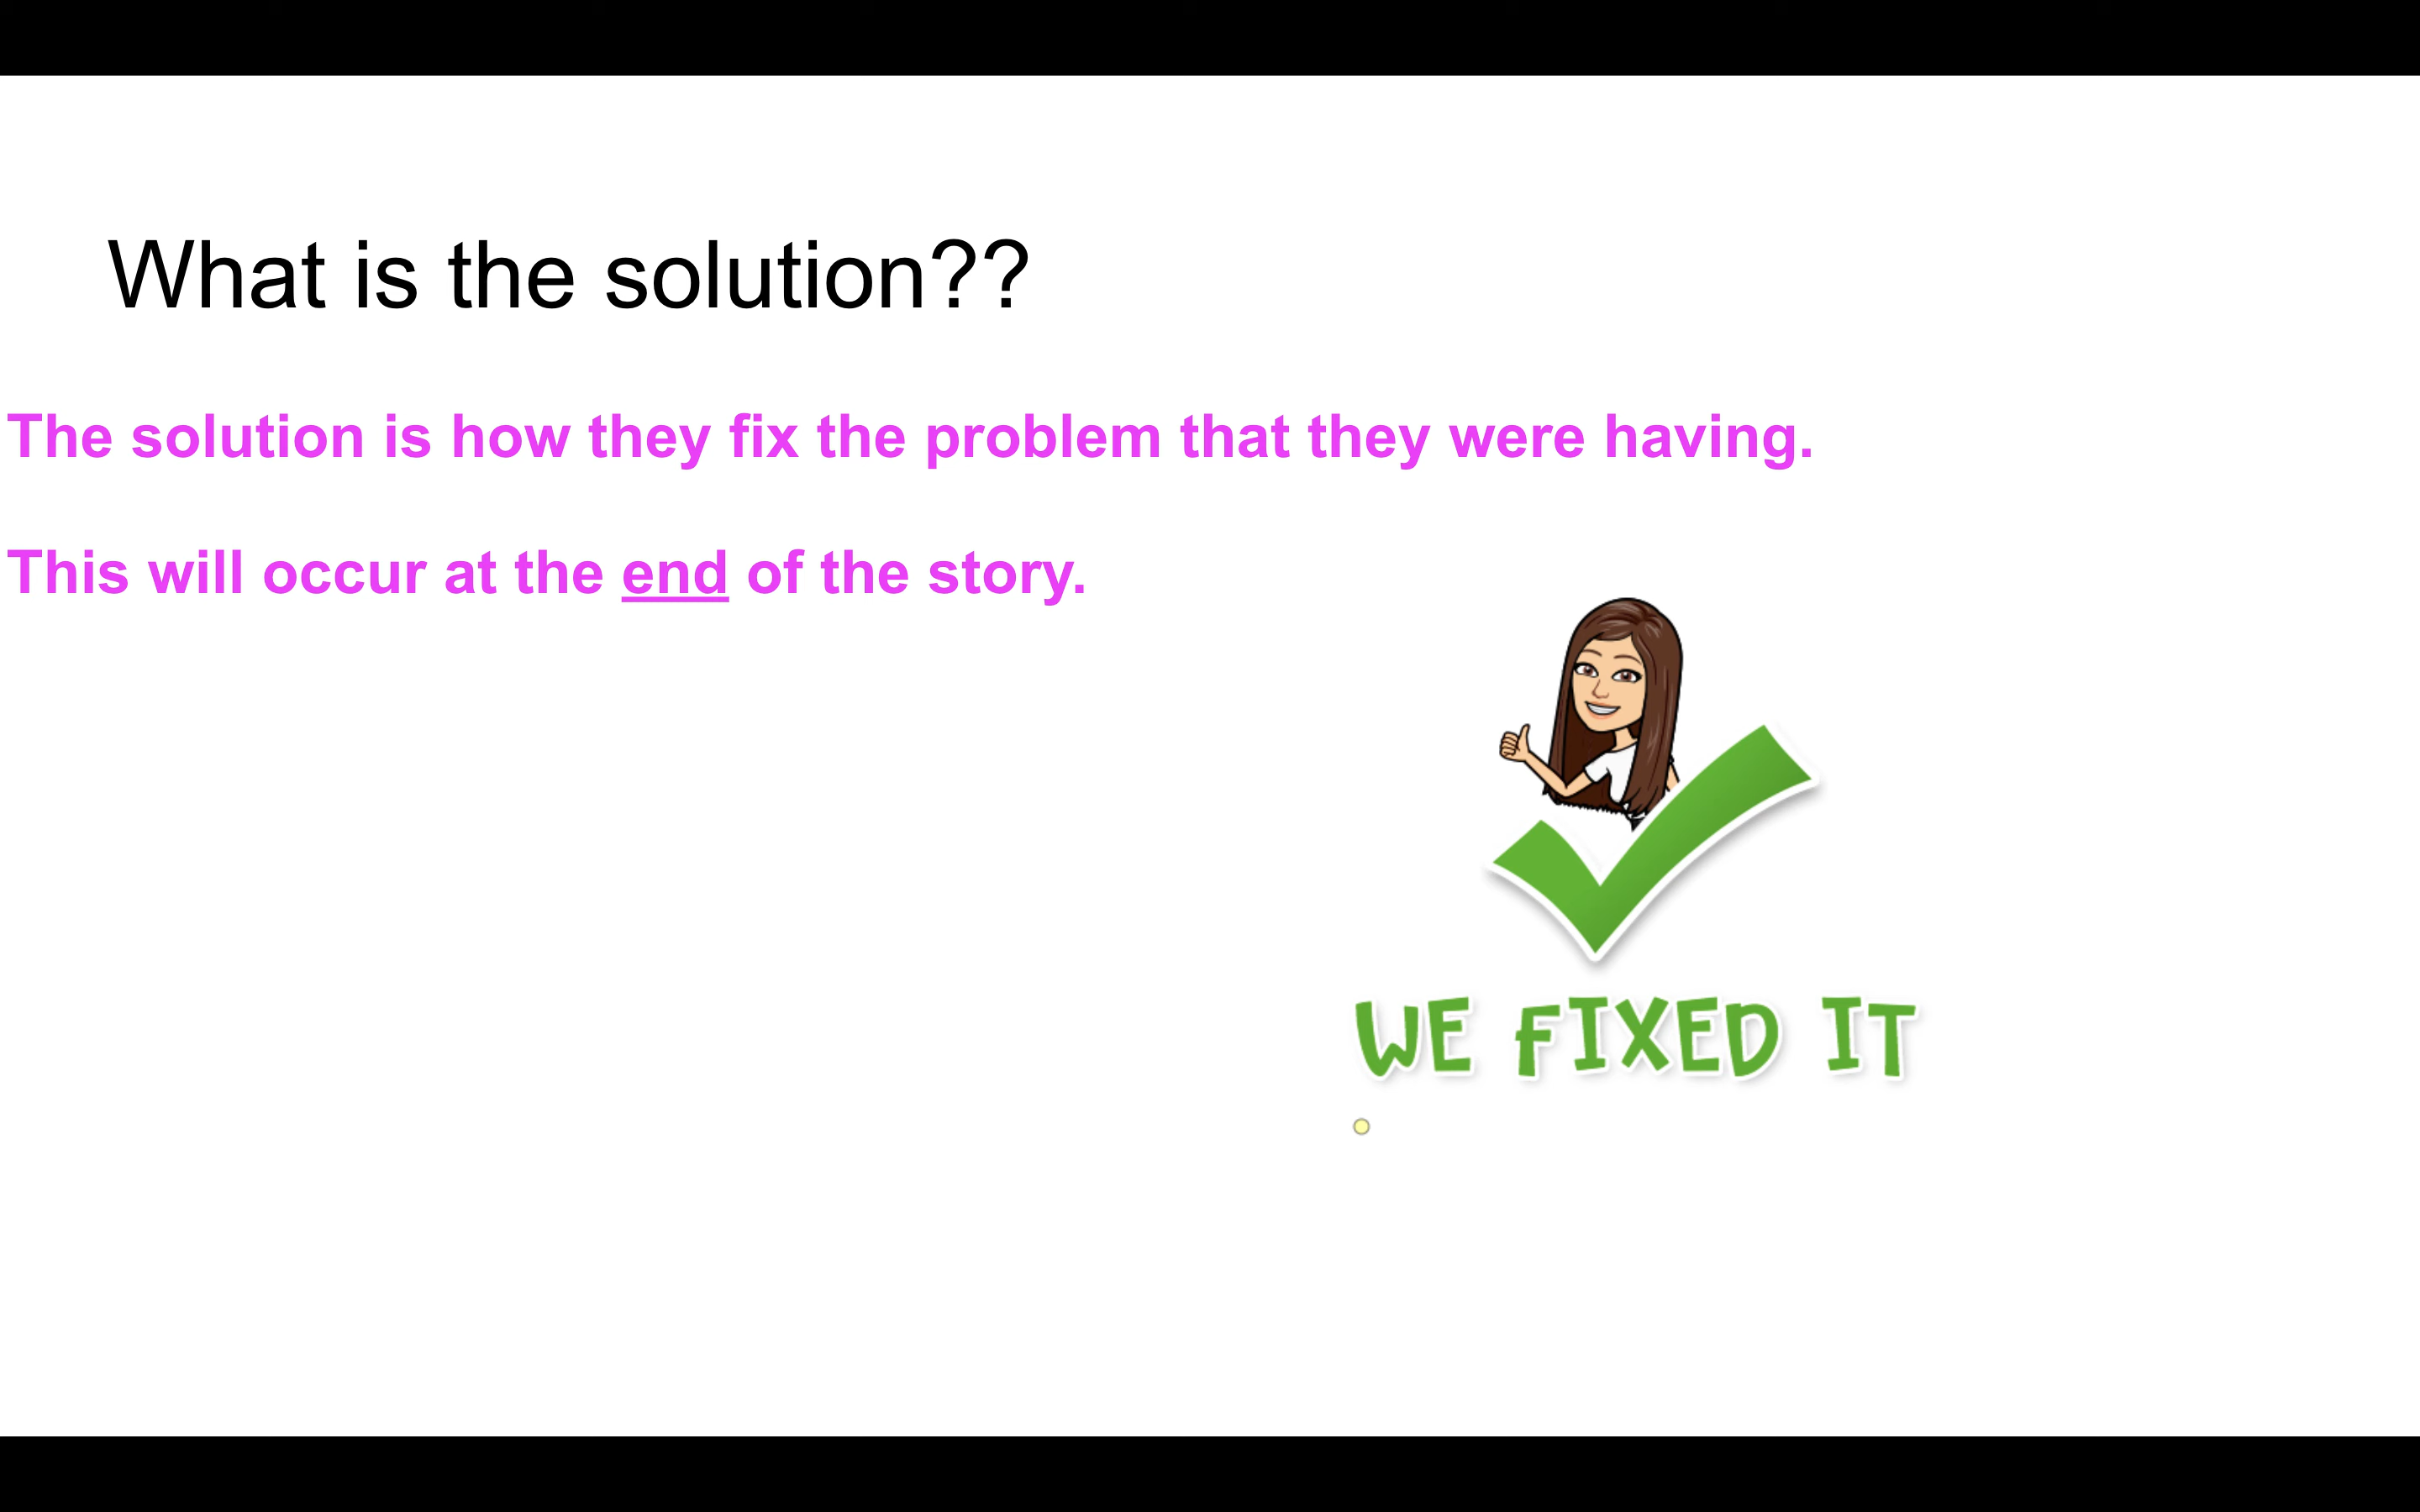 What is the solution??
The solution is how they fix the problem that they were having.
This will occur at the end of the story.
WE FIXED IT